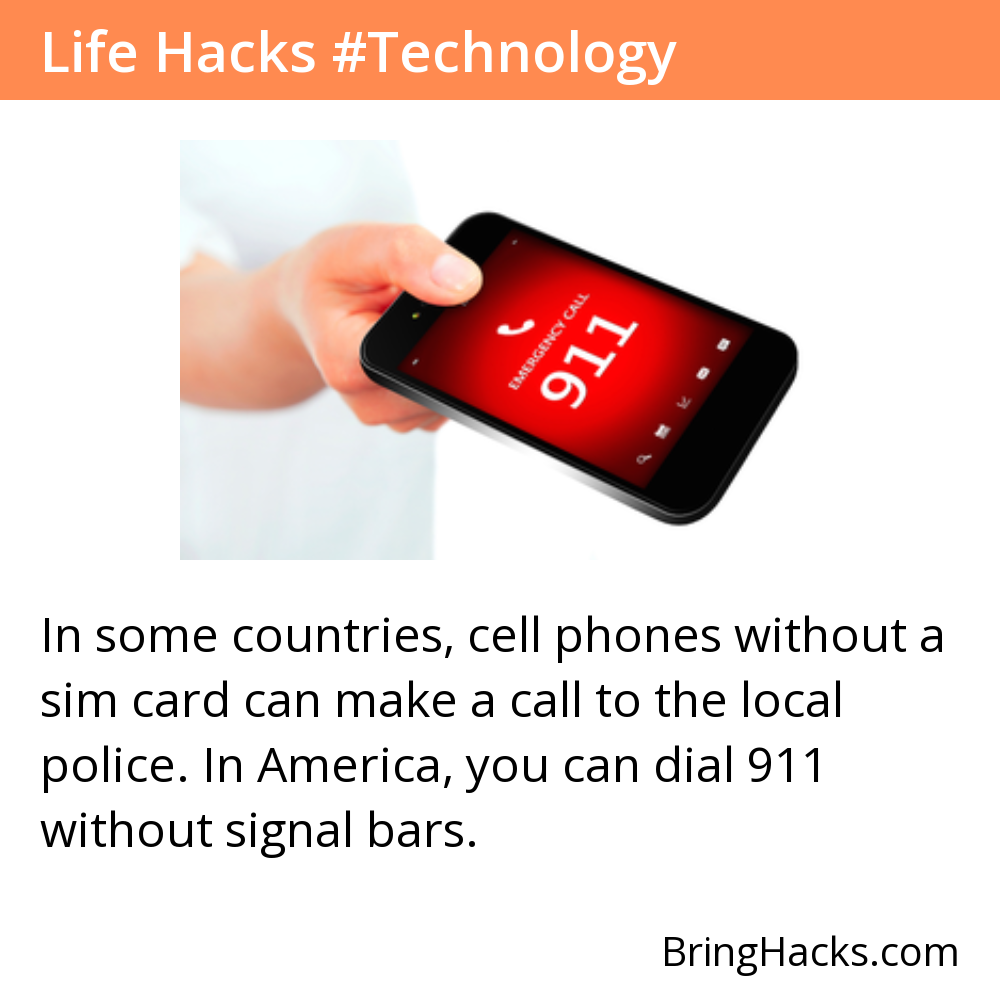 Life Hacks #Technology
EMERGENCY CALL
911
In some countries, cell phones without a
sim card can make a call to the local
police. In America, you can dial 911
without signal bars.
BringHacks.com